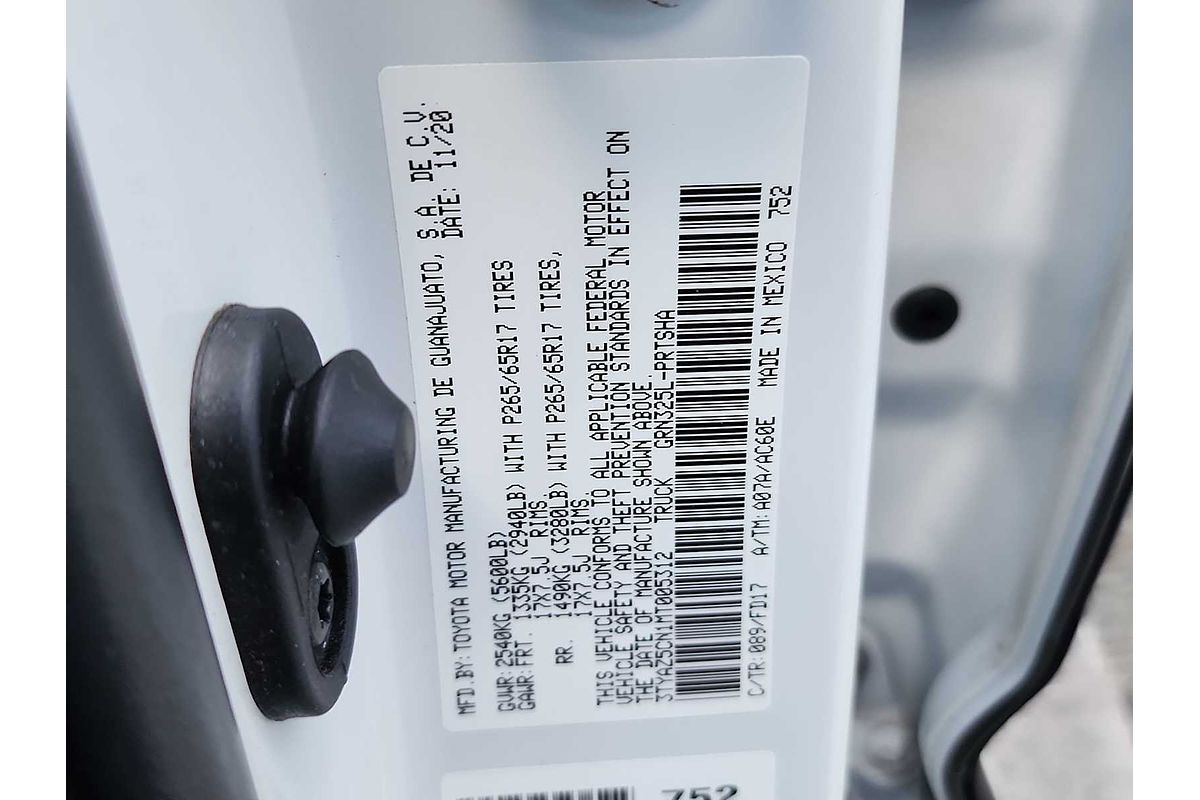 MFD.BY:TOYOTA MOTOR MANUFACTURING DE GUANAJUATO, S.A. DE C.V.
DATE: 11/20
GVWR:2540KG (5600LB)
GAWR:FRT. 1335KG (2940LB) WITH P265/65R17 TIRES
17X7.5J RIMS.
RR. 1490KG (3280LB) WITH P265/65R17 TIRES,
17X7.5J RIMS.
THIS VEHICLE CONFORMS TO ALL APPLICABLE FEDERAL MOTOR
VEHICLE SAFETY AND THEFT PREVENTION STANDARDS IN EFFECT ON
THE DATE OF MANUFACTURE SHOWN ABOVE.
3TYAZ5CN1MT005312 TRUCK GRN325L-PRTSHA
C/TR:089/FD17 A/TM:A07A/AC60E MADE IN MEXICO 752
752